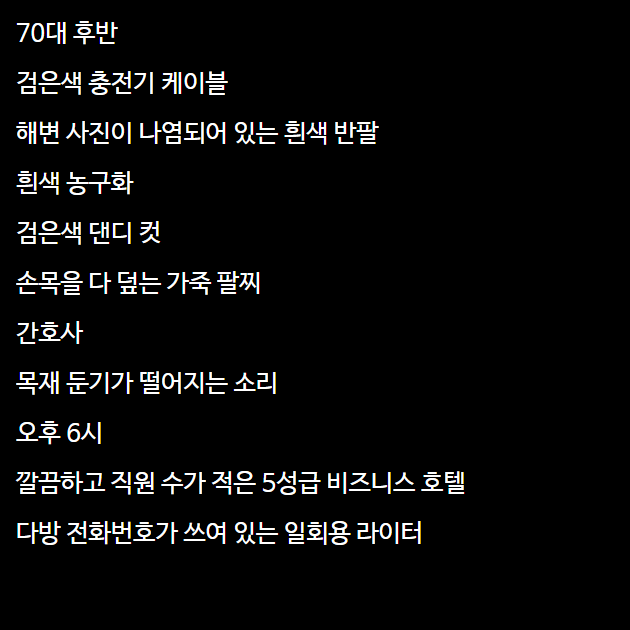 70대 후반
검은색 충전기 케이블
해변 사진이 나염되어 있는 흰색 반팔
흰색 농구화
검은색 댄디 컷
손목을 다 덮는 가죽 팔찌
간호사
목재 둔기가 떨어지는 소리
오후 6시
깔끔하고 직원 수가 적은 5성급 비즈니스 호텔
다방 전화번호가 쓰여 있는 일회용 라이터